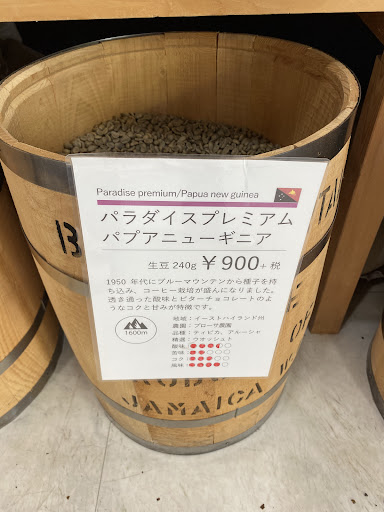 Paradise premium/Papua new guinea
パラダイスプレミアム
パプアニューギニア
生豆 240g ￥900+税
1950 年代にブルーマウンテンから種子を持
ち込み、コーヒー栽培が盛んになりました。
透き通った酸味とビターチョコレートのよ
うなコクと甘みが特徴です。
1600m
地域：イーストハイランド州
農園：プローサ農園
品種：ティピカ、アルーシャ
精選：ウオッシュト
酸味：
苦味：
コク：
風味：
JAMAICA